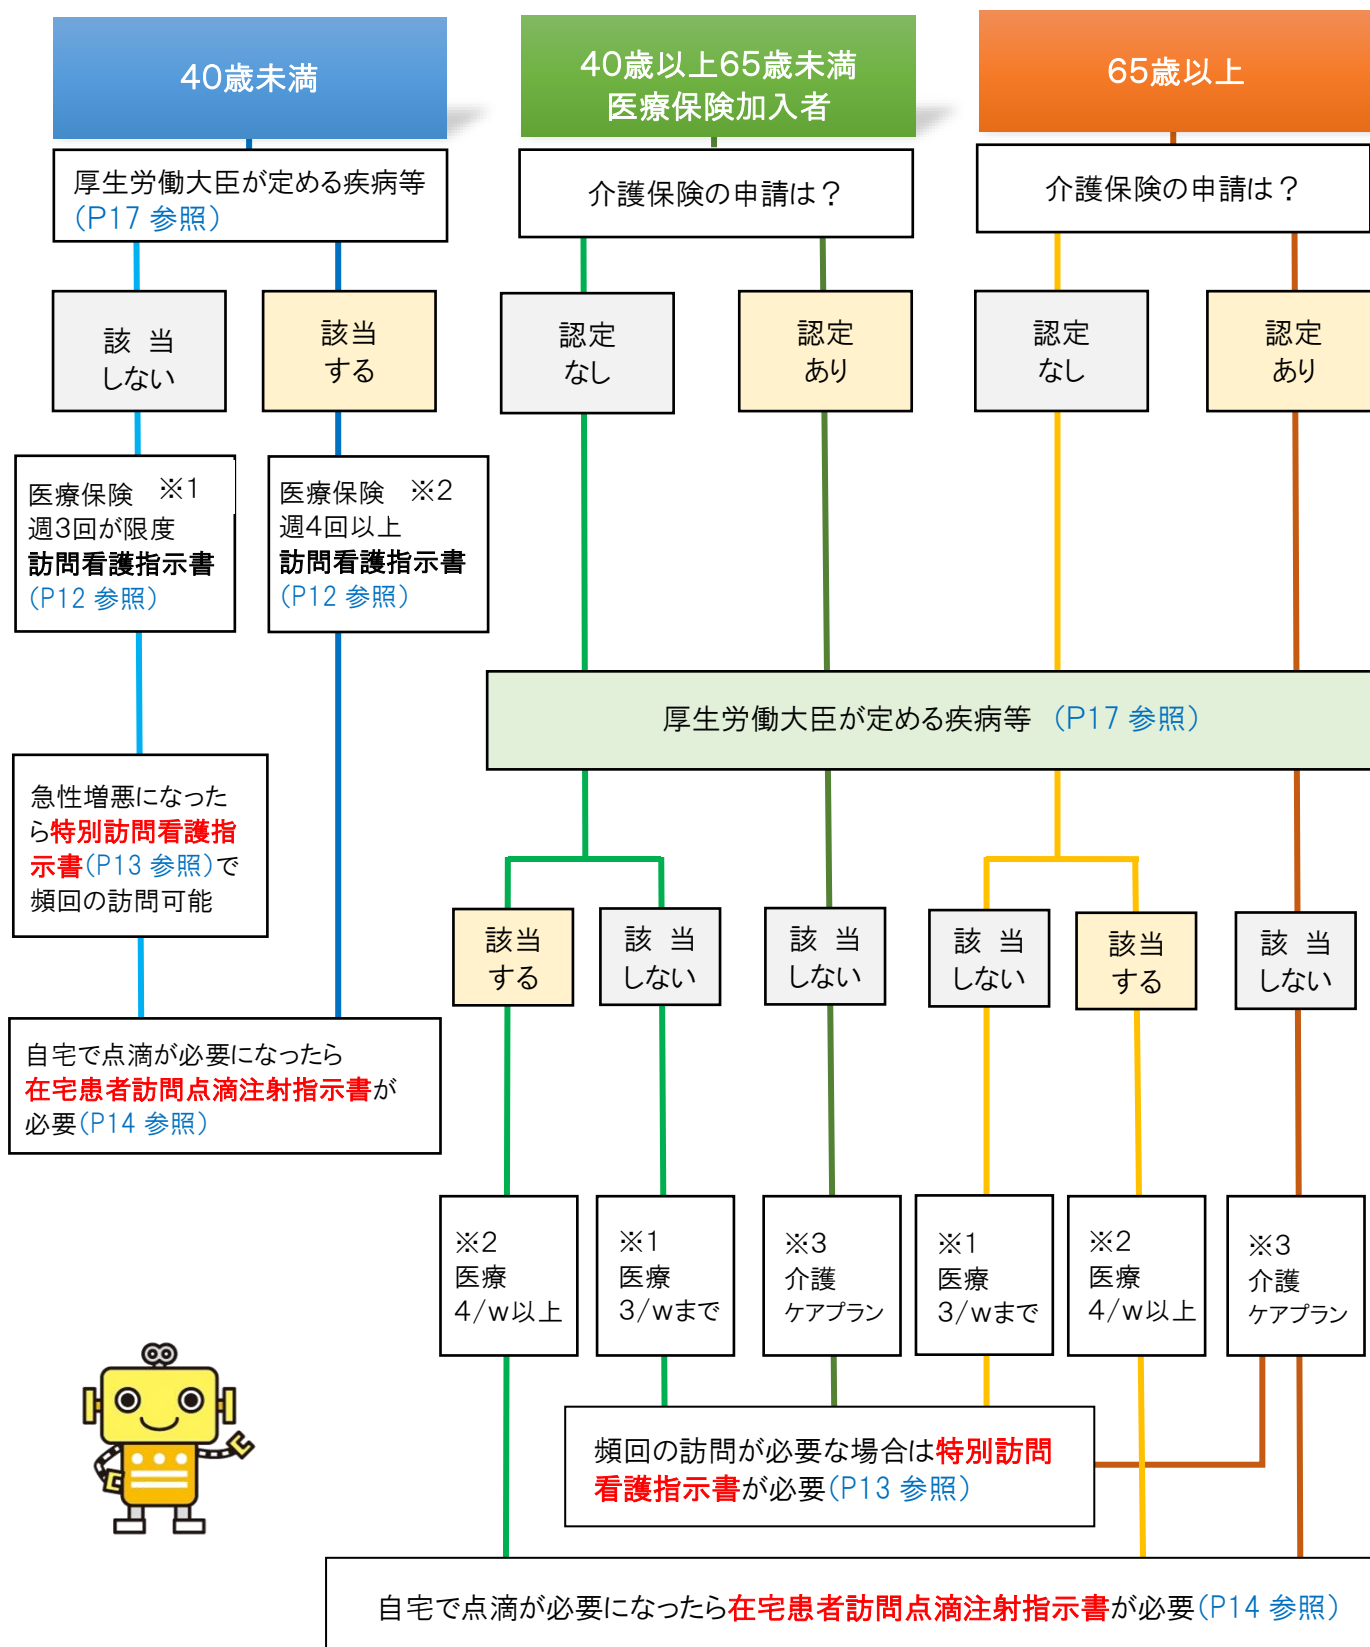 40歳未満
40歳以上65歳未満
医療保険加入者
65歳以上
厚生労働大臣が定める疾病等
（P17 参照）
介護保険の申請は？
介護保険の申請は？
該 当
しない
該当
する
認定
なし
認定
あり
認定
なし
認定
あり
医療保険 ※1
週3回が限度
訪問看護指示書
（P12 参照）
医療保険 ※2
週4回以上
訪問看護指示書
（P12 参照）
厚生労働大臣が定める疾病等 （P17 参照）
急性増悪になった
ら特別訪問看護指
示書（P13 参照）で
頻回の訪問可能
該当
する
該 当
しない
該 当
しない
該 当
しない
該当
する
該 当
しない
自宅で点滴が必要になったら
在宅患者訪問点滴注射指示書が
必要（P14 参照）
※2
医療
4/w以上
※1
医療
3/wまで
※3
介護
ケアプラン
※1
医療
3/wまで
※2
医療
4/w以上
※3
介護
ケアプラン
頻回の訪問が必要な場合は特別訪問
看護指示書が必要（P13 参照）
自宅で点滴が必要になったら在宅患者訪問点滴注射指示書が必要（P14 参照）